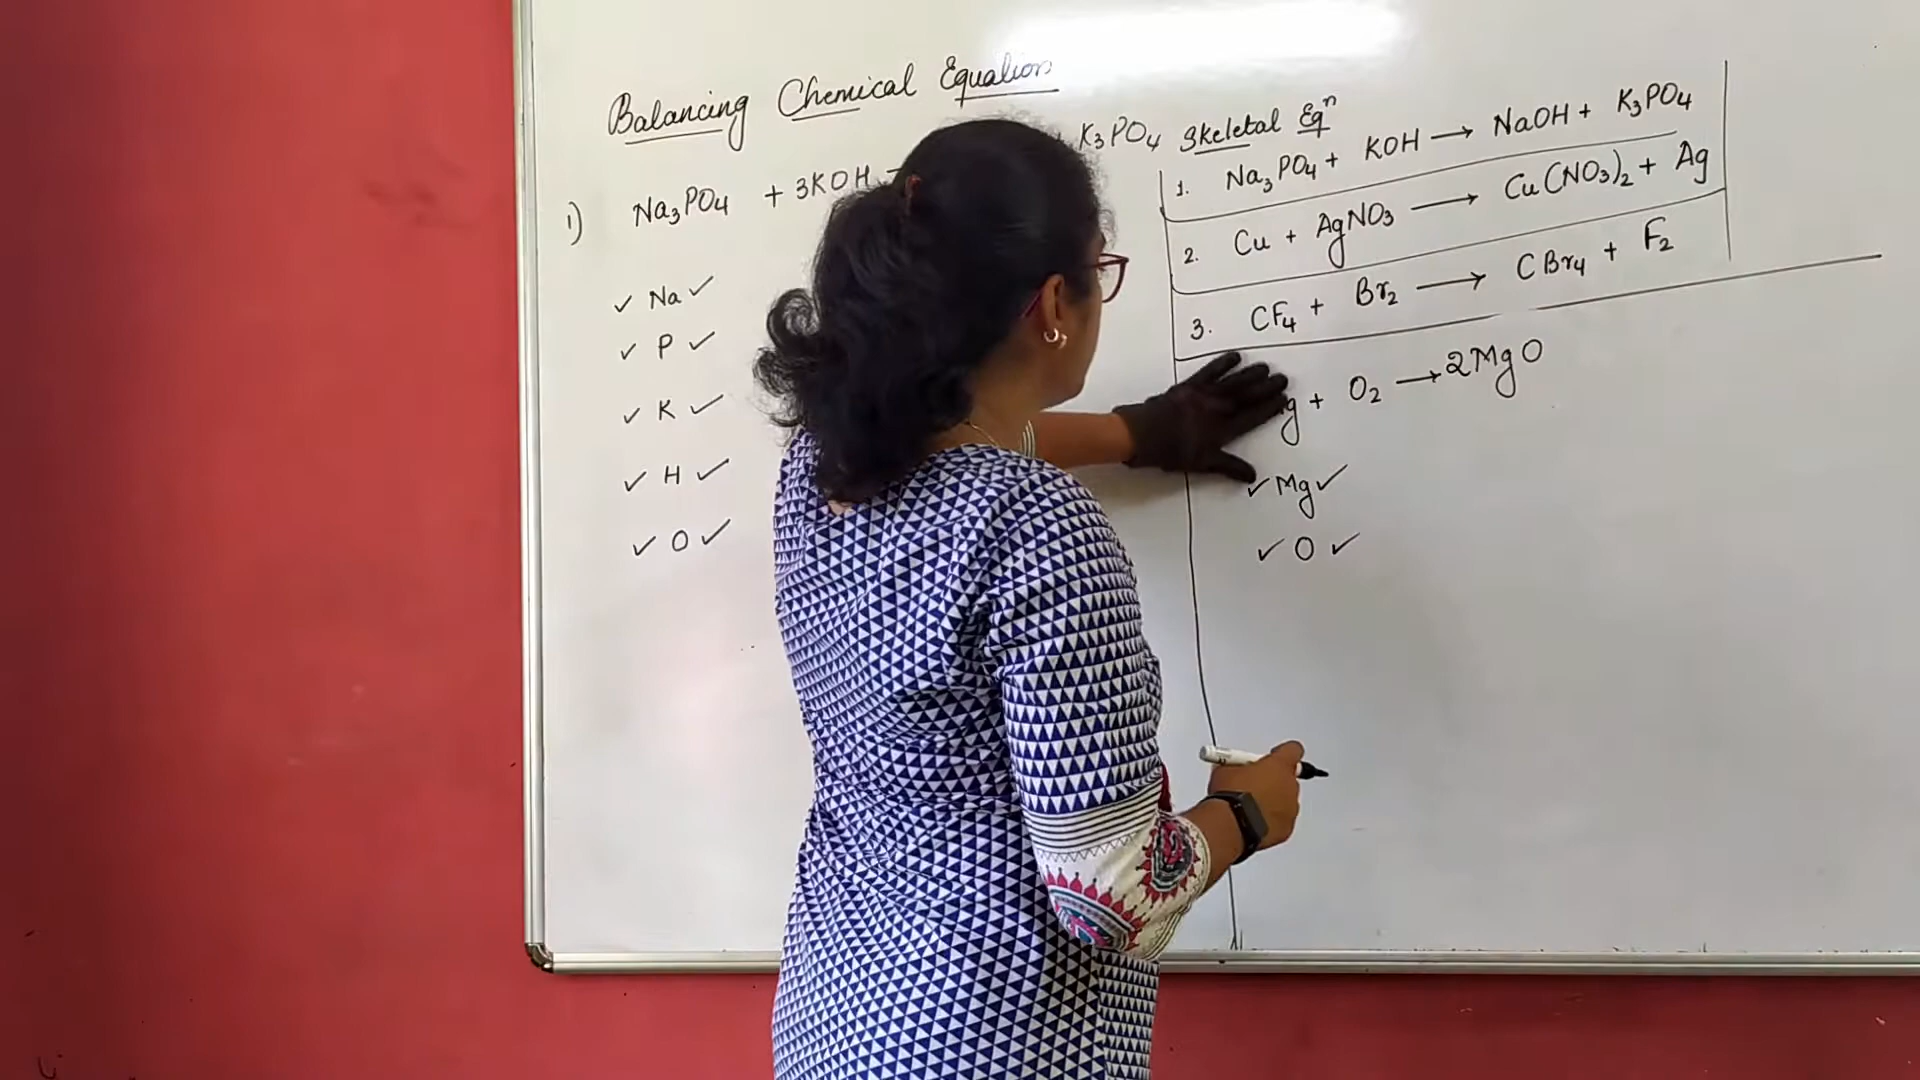 Balancing Chemical Equations
1) Na₃PO₄ + 3KOH K₃PO₄
✓ Na ✓
✓ P ✓
✓ K ✓
✓ H ✓
✓ O ✓
Skeletal Eqⁿ
1. Na₃PO₄ + KOH → NaOH + K₃PO₄
2. Cu + AgNO₃ → Cu(NO₃)₂ + Ag
3. CF₄ + Br₂ → CBr₄ + F₂
g + O₂ → 2MgO
✓ Mg ✓
✓ O ✓